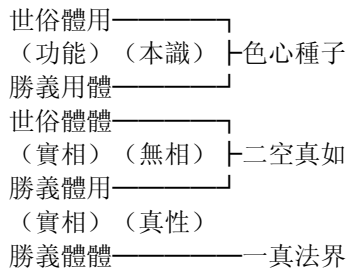 世俗體用————┐
（功能）（本識）├色心種子
勝義用體————┘
世俗體體————┐
（實相）（無相）├二空真如
勝義體用————┘
（實相）（真性）
勝義體體—————一真法界